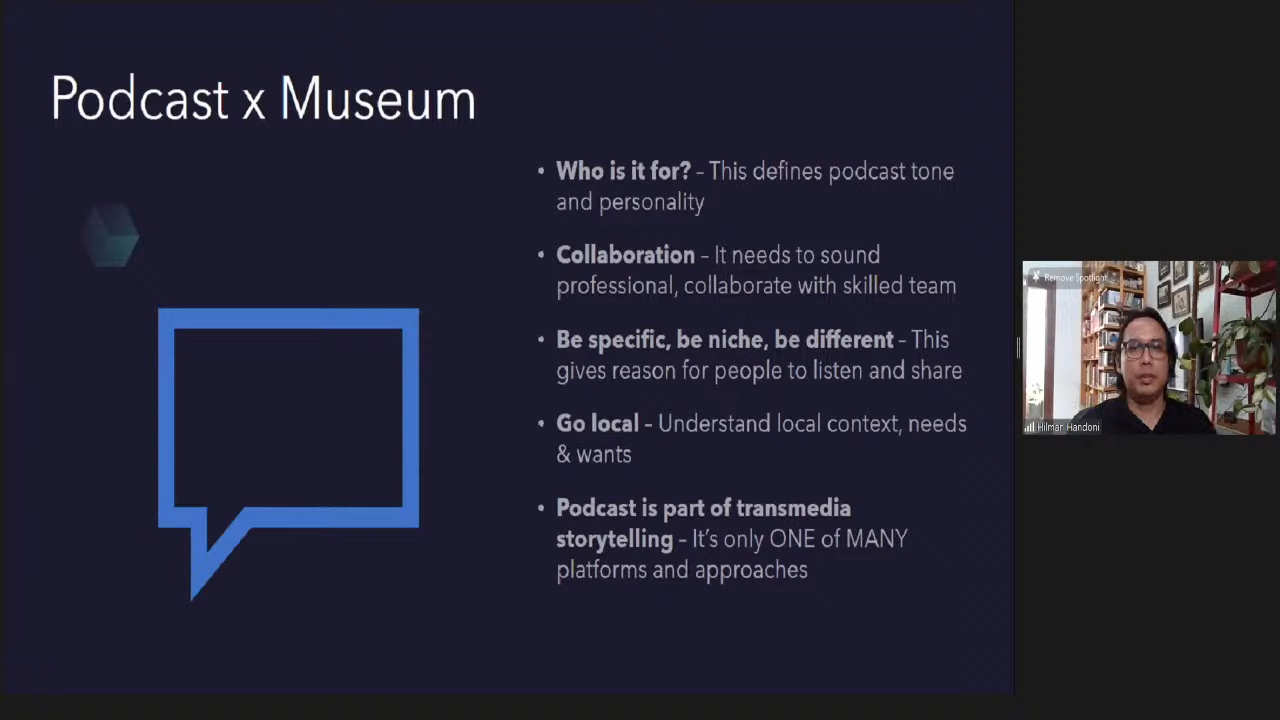 Podcast x Museum
• Who is it for? - This defines podcast tone
and personality
• Collaboration - It needs to sound
professional, collaborate with skilled team
• Be specific, be niche, be different - This
gives reason for people to listen and share
• Go local - Understand local context, needs
& wants
• Podcast is part of transmedia
storytelling - It's only ONE of MANY
platforms and approaches
Remove Spotlight
Hilmar Handoni